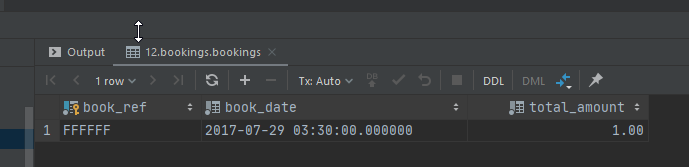 Output 12.bookings.bookings
1 row Tx: Auto DB DDL DML
book_ref book_date total_amount
1 FFFFFF 2017-07-29 03:30:00.000000 1.00